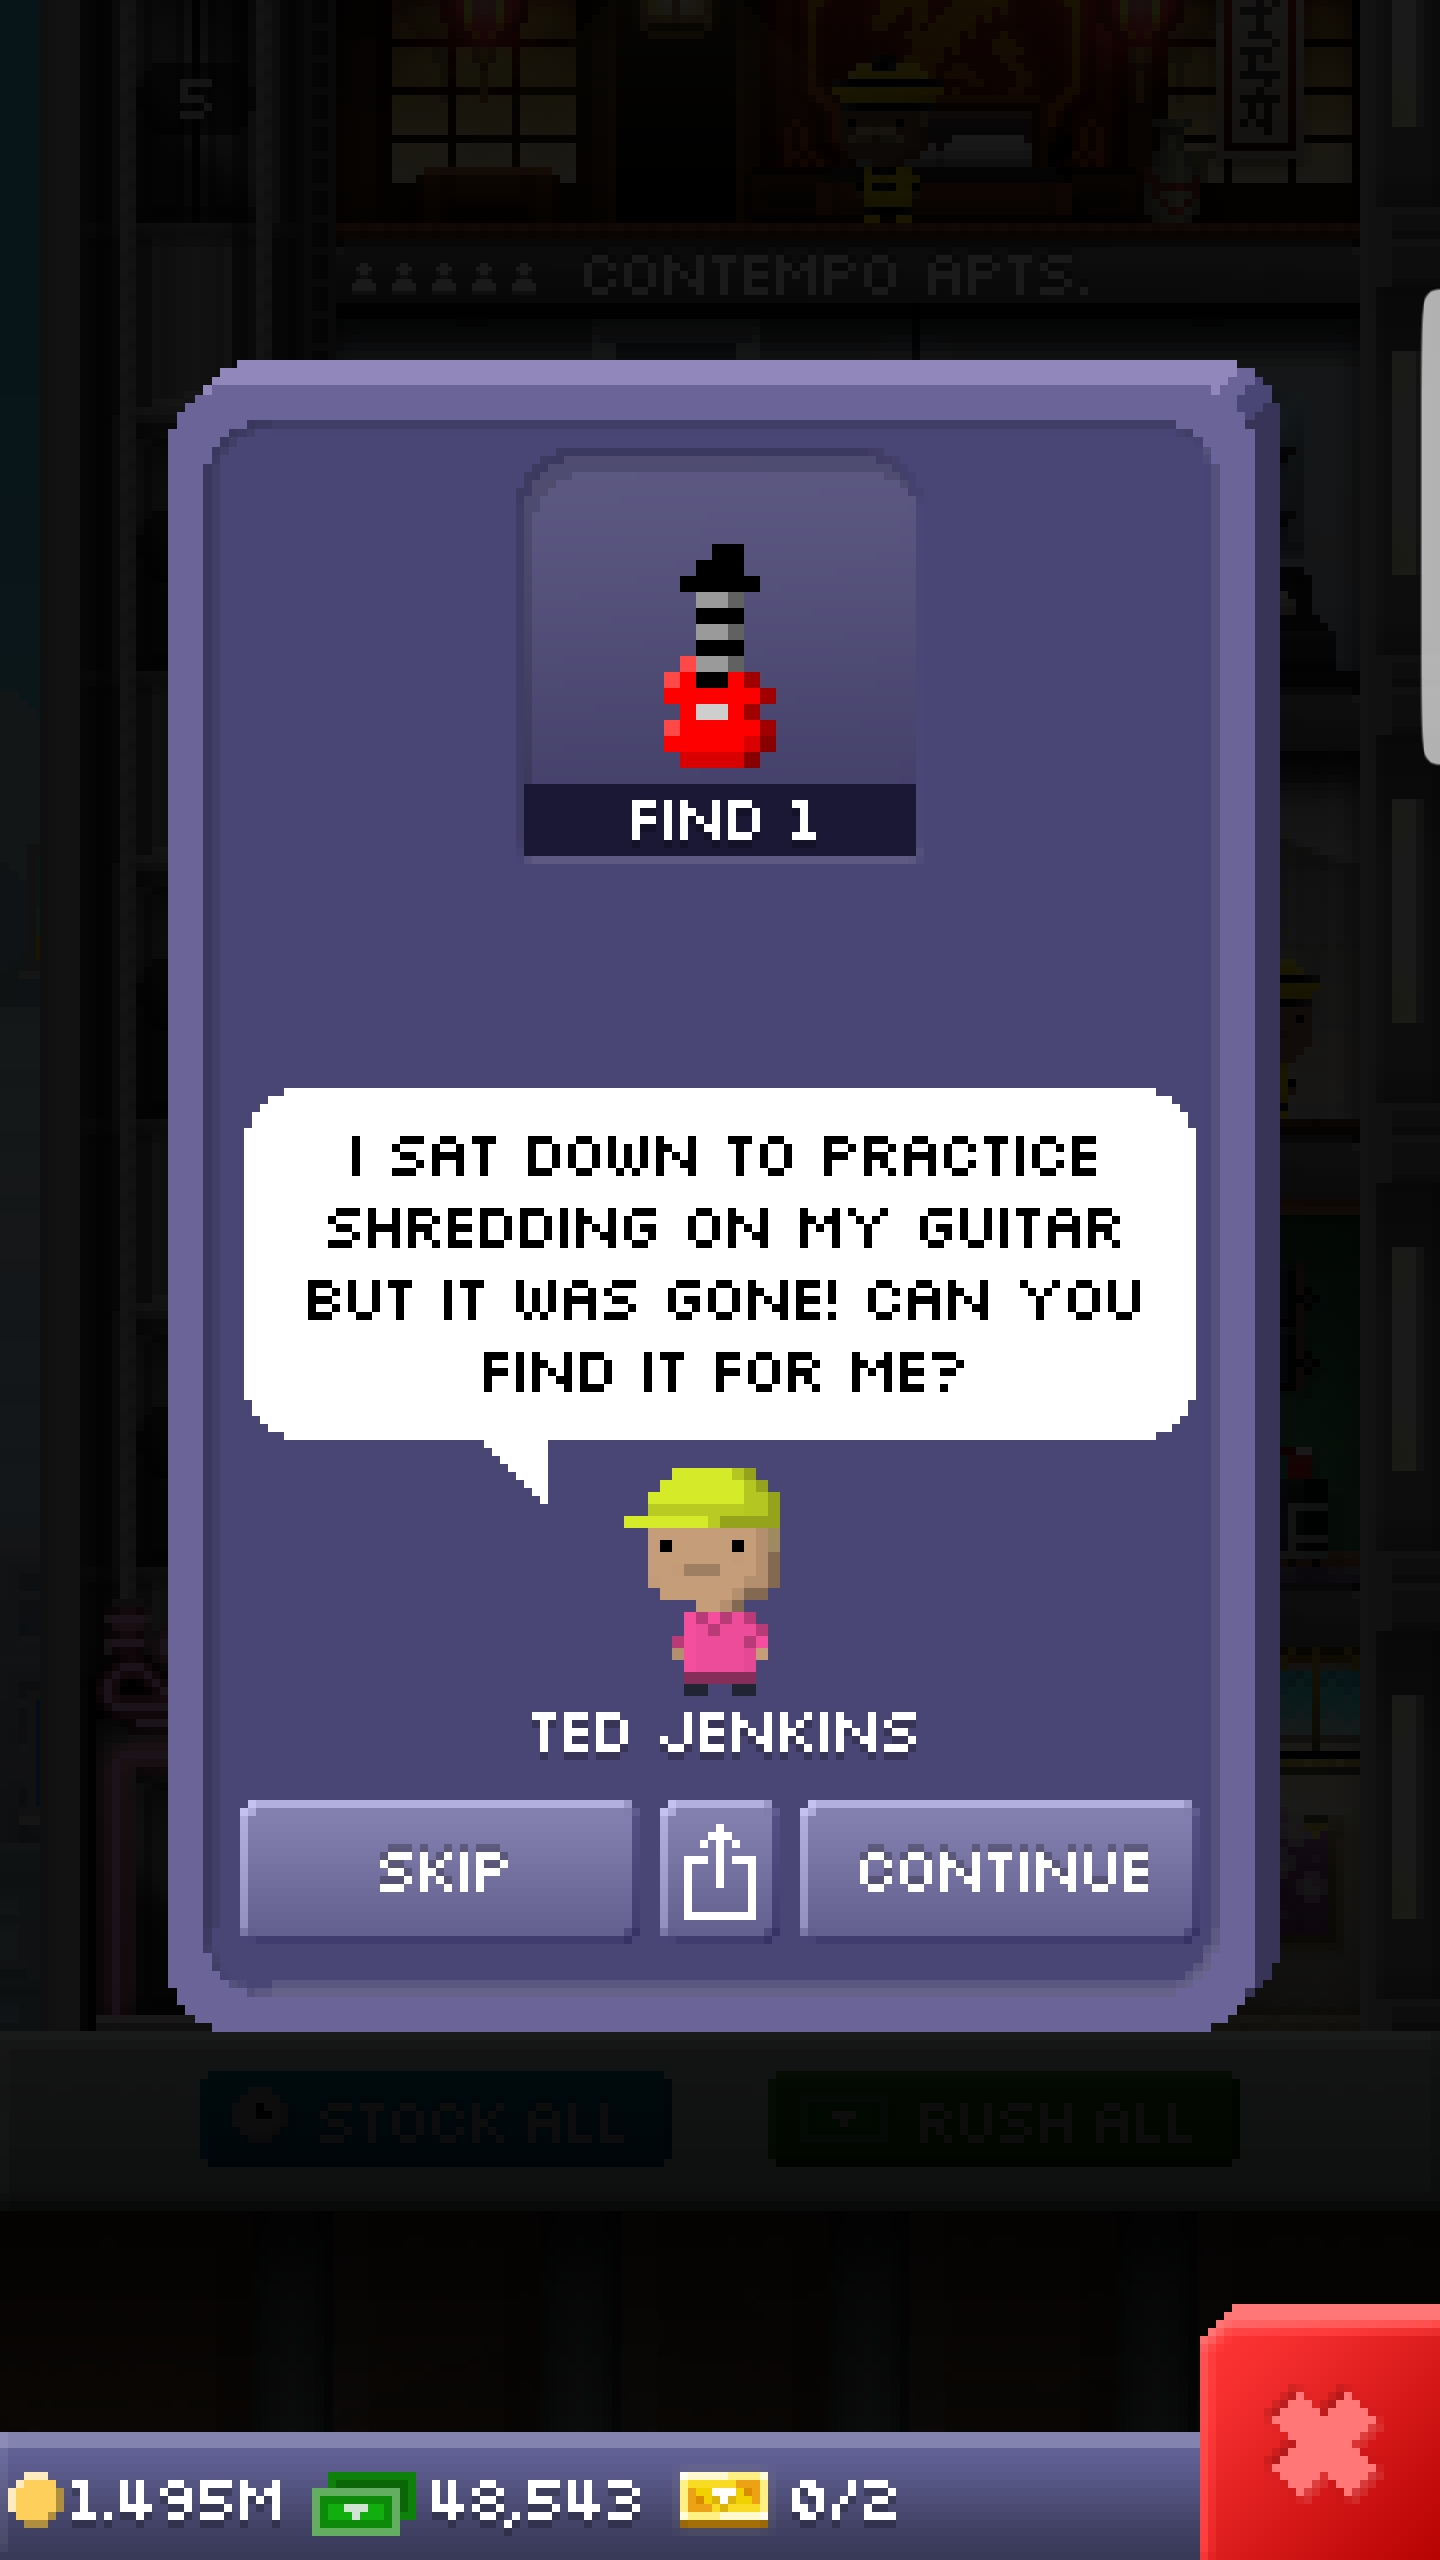 5
CONTEMPO APTS.
FIND 1
I SAT DOWN TO PRACTICE
SHREDDING ON MY GUITAR
BUT IT WAS GONE! CAN YOU
FIND IT FOR ME?
TED JENKINS
SKIP
CONTINUE
STOCK ALL
RUSH ALL
1.495M
48,543
0/2